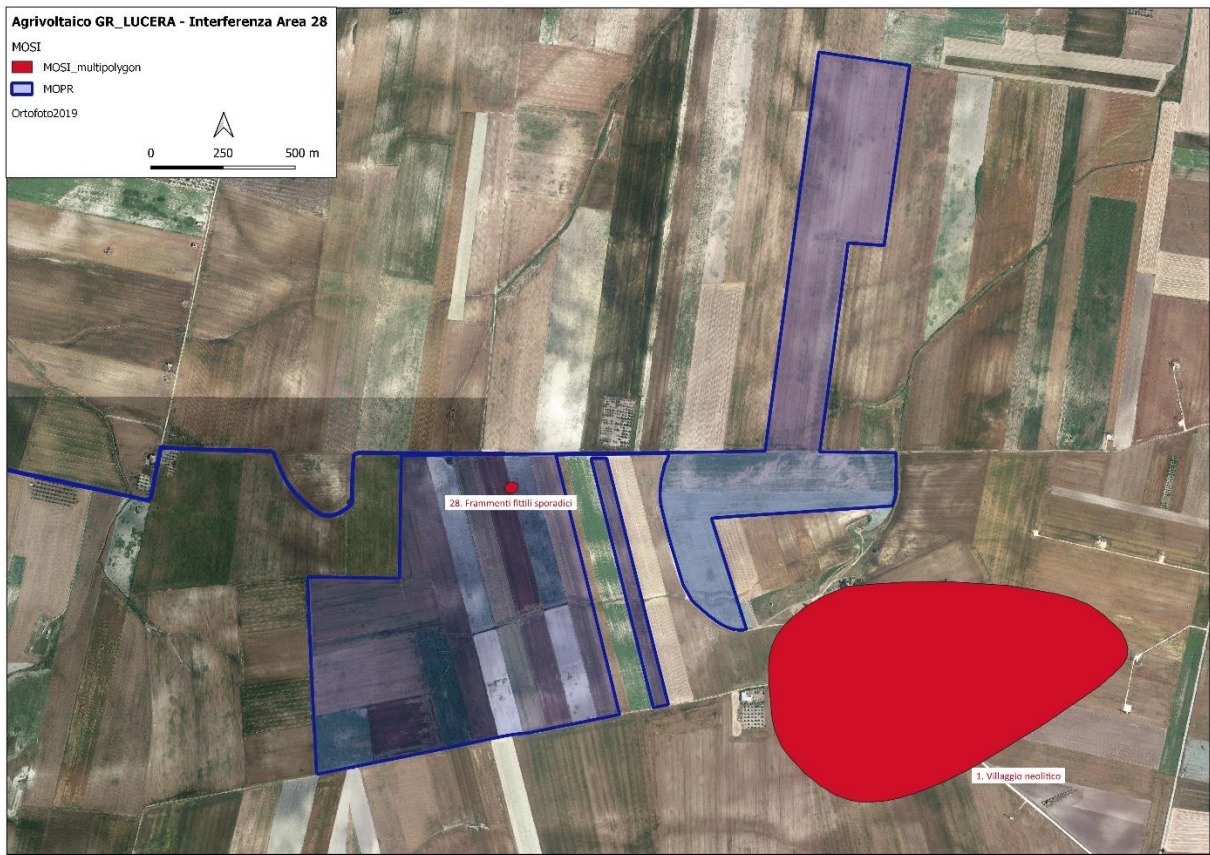 Agrivoltaico GR_LUCERA - Interferenza Area 28
MOSI
MOSI_multipolygon
MOPR
Ortofoto2019
0 250 500 m
28. Frammenti fittili sporadici
1. Villaggio neolitico